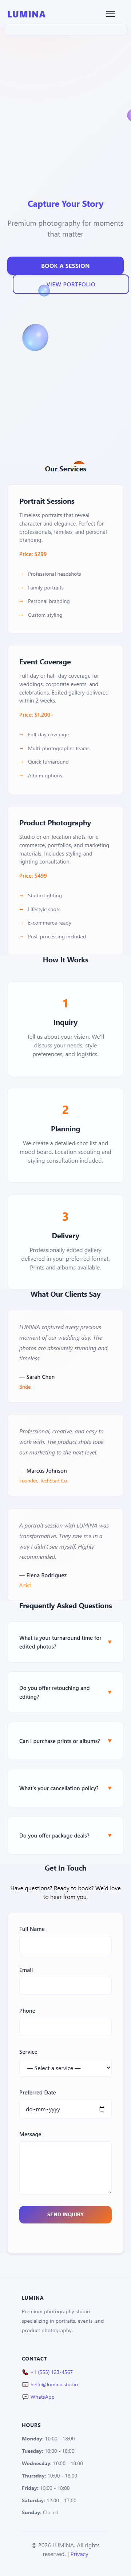 LUMINA
Capture Your Story
Premium photography for moments
that matter
BOOK A SESSION
VIEW PORTFOLIO
Our Services
Portrait Sessions
Timeless portraits that reveal
character and elegance. Perfect for
professionals, families, and personal
branding.
Price: $299
Professional headshots
Family portraits
Personal branding
Custom styling
Event Coverage
Full-day or half-day coverage for
weddings, corporate events, and
celebrations. Edited gallery delivered
within 2 weeks.
Price: $1,200+
Full-day coverage
Multi-photographer teams
Quick turnaround
Album options
Product Photography
Studio or on-location shots for e-
commerce, portfolios, and marketing
materials. Includes styling and
lighting consultation.
Price: $499
Studio lighting
Lifestyle shots
E-commerce ready
Post-processing included
How It Works
1
Inquiry
Tell us about your vision. We'll
discuss your needs, style
preferences, and logistics.
2
Planning
We create a detailed shot list and
mood board. Location scouting and
styling consultation included.
3
Delivery
Professionally edited gallery
delivered in your preferred format.
Prints and albums available.
What Our Clients Say
LUMINA captured every precious
moment of our wedding day. The
photos are absolutely stunning and
timeless.
— Sarah Chen
Bride
Professional, creative, and easy to
work with. The product shots took
our marketing to the next level.
— Marcus Johnson
Founder, TechStart Co.
A portrait session with LUMINA was
transformative. They saw me in a
way I didn't see myself. Highly
recommended.
— Elena Rodriguez
Artist
Frequently Asked Questions
What is your turnaround time for
edited photos?
Do you offer retouching and
editing?
Can I purchase prints or albums?
What's your cancellation policy?
Do you offer package deals?
Get In Touch
Have questions? Ready to book? We'd love
to hear from you.
Full Name
Email
Phone
Service
— Select a service —
Preferred Date
dd-mm-yyyy
Message
SEND INQUIRY
LUMINA
Premium photography studio
specializing in portraits, events, and
product photography.
CONTACT
+1 (555) 123-4567
hello@lumina.studio
WhatsApp
HOURS
Monday: 10:00 - 18:00
Tuesday: 10:00 - 18:00
Wednesday: 10:00 - 18:00
Thursday: 10:00 - 18:00
Friday: 10:00 - 18:00
Saturday: 12:00 - 17:00
Sunday: Closed
© 2026 LUMINA. All rights
reserved. | Privacy